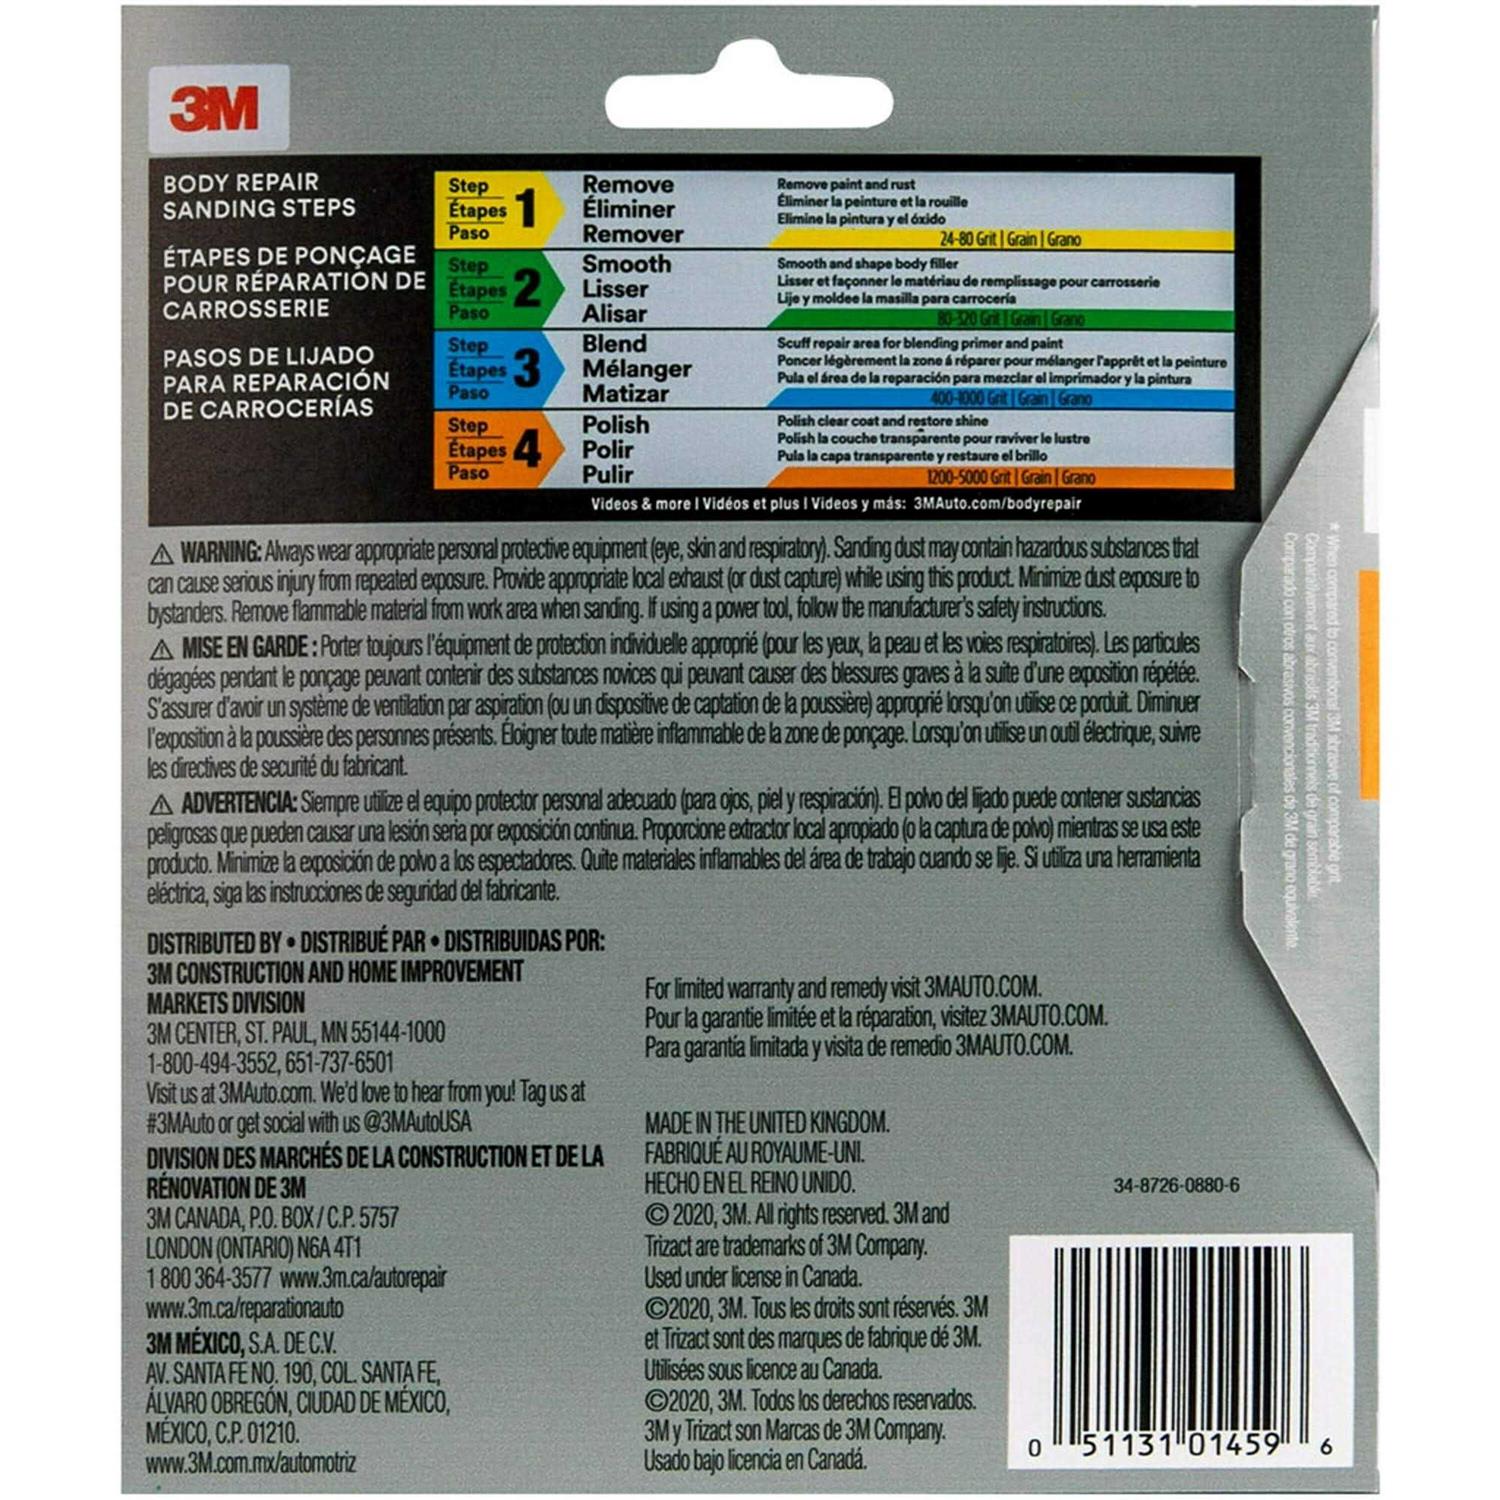 3M
BODY REPAIR
SANDING STEPS
ÉTAPES DE PONÇAGE
POUR RÉPARATION DE
CARROSSERIE
PASOS DE LIJADO
PARA REPARACIÓN
DE CARROCERÍAS
Step
Étapes 1
Paso
Remove
Éliminer
Remover
Remove paint and rust
Éliminer la peinture et la rouille
Elimine la pintura y el óxido
24-80 Grit | Grain | Grano
Step
Étapes 2
Paso
Smooth
Lisser
Alisar
Smooth and shape body filler
Lisser et façonner le matériau de remplissage pour carrosserie
Lije y moldee la masilla para carrocería
80-320 Grit | Grain | Grano
Step
Étapes 3
Paso
Blend
Mélanger
Matizar
Scuff repair area for blending primer and paint
Poncer légèrement la zone á réparer pour mélanger l'apprêt et la peinture
Pula el área de la reparación para mezclar el imprimador y la pintura
400-1000 Grit | Grain | Grano
Step
Étapes 4
Paso
Polish
Polir
Pulir
Polish clear coat and restore shine
Polish la couche transparente pour raviver le lustre
Pula la capa transparente y restaure el brillo
1200-5000 Grit | Grain | Grano
Videos & more | Vidéos et plus | Videos y más: 3MAuto.com/bodyrepair
⚠ WARNING: Always wear appropriate personal protective equipment (eye, skin and respiratory). Sanding dust may contain hazardous substances that
can cause serious injury from repeated exposure. Provide appropriate local exhaust (or dust capture) while using this product. Minimize dust exposure to
bystanders. Remove flammable material from work area when sanding. If using a power tool, follow the manufacturer's safety instructions.
⚠ MISE EN GARDE : Porter toujours l'équipment de protection individuelle approprié (pour les yeux, la peau et les voies respiratoires). Les particules
dégagées pendant le ponçage peuvant contenir des substances novices qui peuvant causer des blessures graves à la suite d'une exposition répétée.
S'assurer d'avoir un système de ventilation par aspiration (ou un dispositive de captation de la poussière) approprié lorsqu'on utilise ce porduit. Diminuer
l'exposition à la poussière des personnes présents. Éloigner toute matière inflammable de la zone de ponçage. Lorsqu'on utilise un outil électrique, suivre
les directives de securité du fabricant.
⚠ ADVERTENCIA: Siempre utilize el equipo protector personal adecuado (para ojos, piel y respiración). El polvo del lijado puede contener sustancias
peligrosas que pueden causar una lesión seria por exposición continua. Proporcione extractor local apropiado (o la captura de polvo) mientras se usa este
producto. Minimize la exposición de polvo a los espectadores. Quite materiales inflamables del área de trabajo cuando se lije. Si utiliza una herramienta
eléctrica, siga las instrucciones de seguridad del fabricante.
DISTRIBUTED BY • DISTRIBUÉ PAR • DISTRIBUIDAS POR:
3M CONSTRUCTION AND HOME IMPROVEMENT
MARKETS DIVISION
3M CENTER, ST. PAUL, MN 55144-1000
1-800-494-3552, 651-737-6501
Visit us at 3MAuto.com. We'd love to hear from you! Tag us at
#3MAuto or get social with us @3MAutoUSA
DIVISION DES MARCHÉS DE LA CONSTRUCTION ET DE LA
RÉNOVATION DE 3M
3M CANADA, P.O. BOX / C.P. 5757
LONDON (ONTARIO) N6A 4T1
1 800 364-3577 www.3m.ca/autorepair
www.3m.ca/reparationauto
3M MÉXICO, S.A. DE C.V.
AV. SANTA FE NO. 190, COL. SANTA FE,
ÁLVARO OBREGÓN, CIUDAD DE MÉXICO,
MÉXICO, C.P. 01210.
www.3M.com.mx/automotriz
For limited warranty and remedy visit 3MAUTO.COM.
Pour la garantie limitée et la réparation, visitez 3MAUTO.COM.
Para garantía limitada y visita de remedio 3MAUTO.COM.
MADE IN THE UNITED KINGDOM.
FABRIQUÉ AU ROYAUME-UNI.
HECHO EN EL REINO UNIDO.
© 2020, 3M. All rights reserved. 3M and
Trizact are trademarks of 3M Company.
Used under license in Canada.
©2020, 3M. Tous les droits sont réservés. 3M
et Trizact sont des marques de fabrique dé 3M.
Utilisées sous licence au Canada.
©2020, 3M. Todos los derechos reservados.
3M y Trizact son Marcas de 3M Company.
Usado bajo licencia en Canadá.
* When compared to conventional 3M abrasive of comparable grit.
Comparativement aux abrasifs 3M traditionnels de grain semblable.
Comparado con otros abrasivos convencionales de 3M de grano equivalente.
34-8726-0880-6
0 51131 01459 6